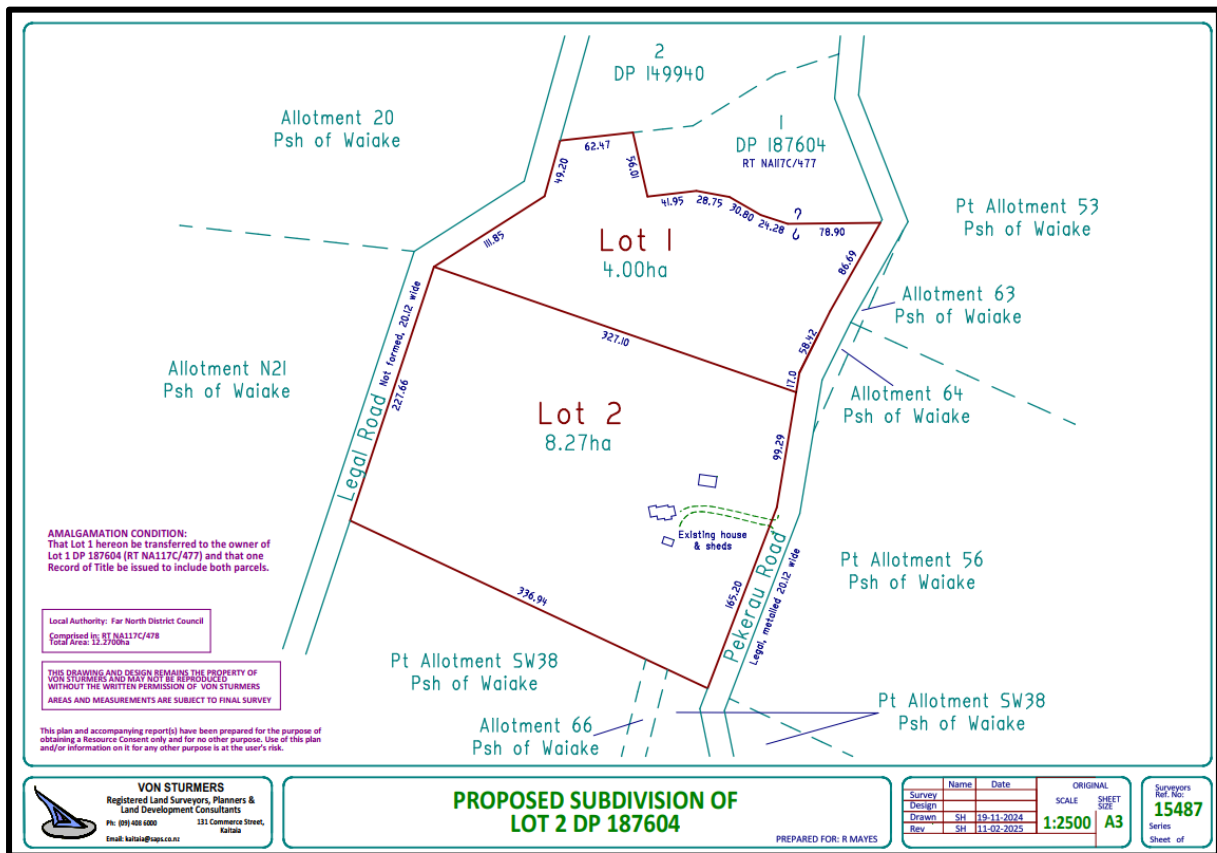 2
DP 149940
Allotment 20
Psh of Waiake
1
DP 187604
RT NA117C/477
62.47
49.20
56.01
41.95
28.75
30.80
24.28
78.90
Pt Allotment 53
Psh of Waiake
111.85
Lot 1
4.00ha
86.69
Allotment 63
Psh of Waiake
327.10
58.42
17.0
Allotment N21
Psh of Waiake
Legal Road
Not formed, 20.12 wide
227.66
Allotment 64
Psh of Waiake
Lot 2
8.27ha
99.29
Existing house
& sheds
Pt Allotment 56
Psh of Waiake
165.20
Pekerau Road
Legal, metalled 20.12 wide
336.94
AMALGAMATION CONDITION:
That Lot 1 hereon be transferred to the owner of
Lot 1 DP 187604 (RT NA117C/477) and that one
Record of Title be issued to include both parcels.
Local Authority: Far North District Council
Comprised in: RT NA117C/478
Total Area: 12.2700ha
THIS DRAWING AND DESIGN REMAINS THE PROPERTY OF
VON STURMERS AND MAY NOT BE REPRODUCED
WITHOUT THE WRITTEN PERMISSION OF VON STURMERS
AREAS AND MEASUREMENTS ARE SUBJECT TO FINAL SURVEY
This plan and accompanying report(s) have been prepared for the purpose of
obtaining a Resource Consent only and for no other purpose. Use of this plan
and/or information on it for any other purpose is at the user's risk.
Pt Allotment SW38
Psh of Waiake
Allotment 66
Psh of Waiake
Pt Allotment SW38
Psh of Waiake
VON STURMERS
Registered Land Surveyors, Planners &
Land Development Consultants
Ph: (09) 408 6000
131 Commerce Street,
Kaitaia
Email: kaitaia@saps.co.nz
PROPOSED SUBDIVISION OF
LOT 2 DP 187604
PREPARED FOR: R MAYES
Name Date
Survey
Design
Drawn SH 19-11-2024
Rev SH 11-02-2025
ORIGINAL
SCALE SHEET
SIZE
1:2500 A3
Surveyors
Ref. No:
15487
Series
Sheet of